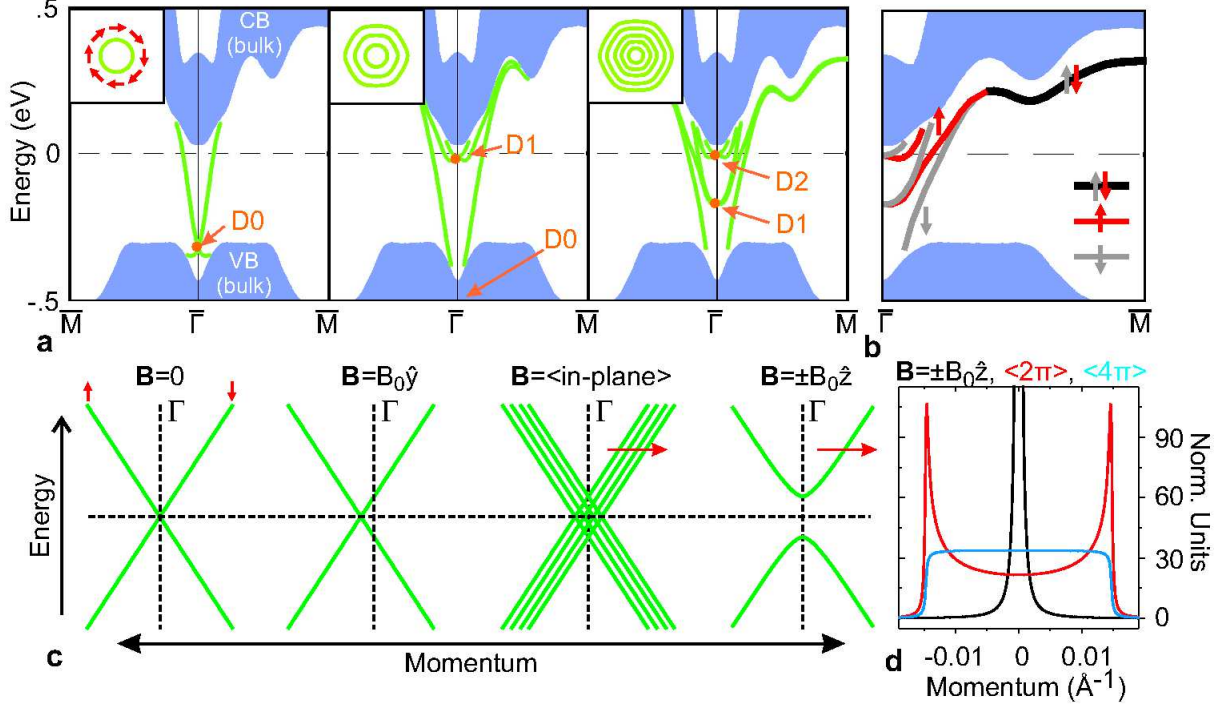 .5
0
-.5
Energy (eV)
CB
(bulk)
VB
(bulk)
D0
D1
D0
D2
D1
M̅
Γ̅
M̅
Γ̅
M̅
Γ̅
M̅
Γ̅
M̅
a
b
B=0
B=B₀ŷ
B=<in-plane>
B=±B₀ẑ
B=±B₀ẑ, <2π>, <4π>
Γ
Γ
Γ
Γ
Energy
Momentum
c
90
60
30
0
Norm. Units
-0.01
0
0.01
d
Momentum (Å⁻¹)